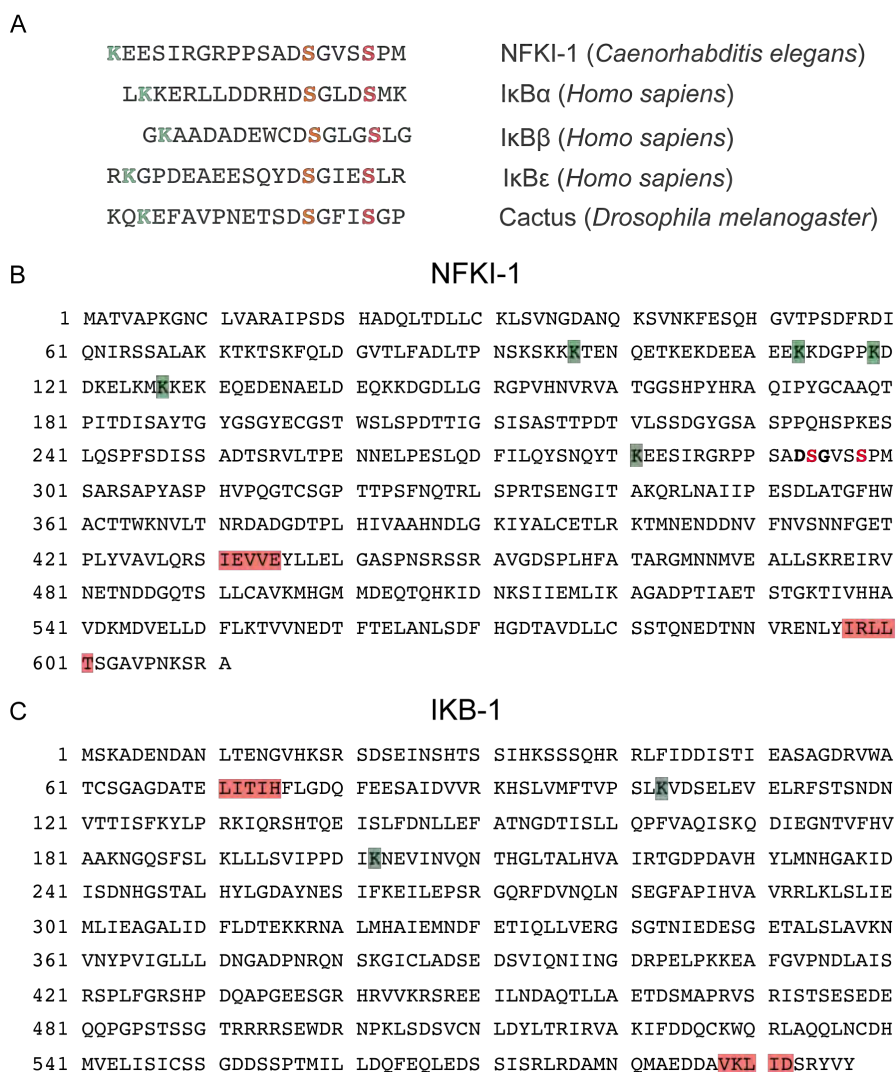 A
KEESIRGRPPSADSGVSSPM NFKI-1 (Caenorhabditis elegans)
LKKERLLDDRHDSGLDSMK IκBα (Homo sapiens)
GKAADADEWCDSGLGSLG IκBβ (Homo sapiens)
RKGPDEAEESQYDSGIESLR IκBε (Homo sapiens)
KQKEFAVPNETSDSGFISGP Cactus (Drosophila melanogaster)
B
NFKI-1
1 MATVAPKGNC LVARAIPSDS HADQLTDLLC KLSVNGDANQ KSVNKFESQH GVTPSDFRDI
61 QNIRSSALAK KTKTSKFQLD GVTLFADLTP NSKSKKKTEN QETKEKDEEA EEKKDGPPKD
121 DKELKMKKEK EQEDENAELD EQKKDGDLLG RGPVHNVRVA TGGSHPYHRA QIPYGCAAQT
181 PITDISAYTG YGSGYECGST WSLSPDTTIG SISASTTPDT VLSSDGYGSA SPPQHSPKES
241 LQSPFSDISS ADTSRVLTPE NNELPESLQD FILQYSNQYT KEESIRGRPP SADSGVSSPM
301 SARSAPYASP HVPQGTCSGP TTPSFNQTRL SPRTSENGIT AKQRLNAIIP ESDLATGFHW
361 ACTTWKNVLT NRDADGDTPL HIVAAHNDLG KIYALCETLR KTMNENDDNV FNVSNNFGET
421 PLYVAVLQRS IEVVEYLLEL GASPNSRSSR AVGDSPLHFA TARGMNNMVE ALLSKREIRV
481 NETNDDGQTS LLCAVKMHGM MDEQTQHKID NKSIIEMLIK AGADPTIAET STGKTIVHHA
541 VDKMDVELLD FLKTVVNEDT FTELANLSDF HGDTAVDLLC SSTQNEDTNN VRENLYIRLL
601 TSGAVPNKSR A
C
IKB-1
1 MSKADENDAN LTENGVHKSR SDSEINSHTS SIHKSSSQHR RLFIDDISTI EASAGDRVWA
61 TCSGAGDATE LITIHFLGDQ FEESAIDVVR KHSLVMFTVP SLKVDSELEV ELRFSTSNDN
121 VTTISFKYLP RKIQRSHTQE ISLFDNLLEF ATNGDTISLL QPFVAQISKQ DIEGNTVFHV
181 AAKNGQSFSL KLLLSVIPPD IKNEVINVQN THGLTALHVA IRTGDPDAVH YLMNHGAKID
241 ISDNHGSTAL HYLGDAYNES IFKEILEPSR GQRFDVNQLN SEGFAPIHVA VRRLKLSLIE
301 MLIEAGALID FLDTEKKRNA LMHAIEMNDF ETIQLLVERG SGTNIEDESG ETALSLAVKN
361 VNYPVIGLLL DNGADPNRQN SKGICLADSE DSVIQNIING DRPELPKKEA FGVPNDLAIS
421 RSPLFGRSHP DQAPGEESGR HRVVKRSREE ILNDAQTLLA ETDSMAPRVS RISTSESEDE
481 QQPGPSTSSG TRRRRSEWDR NPKLSDSVCN LDYLTRIRVA KIFDDQCKWQ RLAQQLNCDH
541 MVELISICSS GDDSSPTMIL LDQFEQLEDS SISRLRDAMN QMAEDDAVKL IDSRYVY